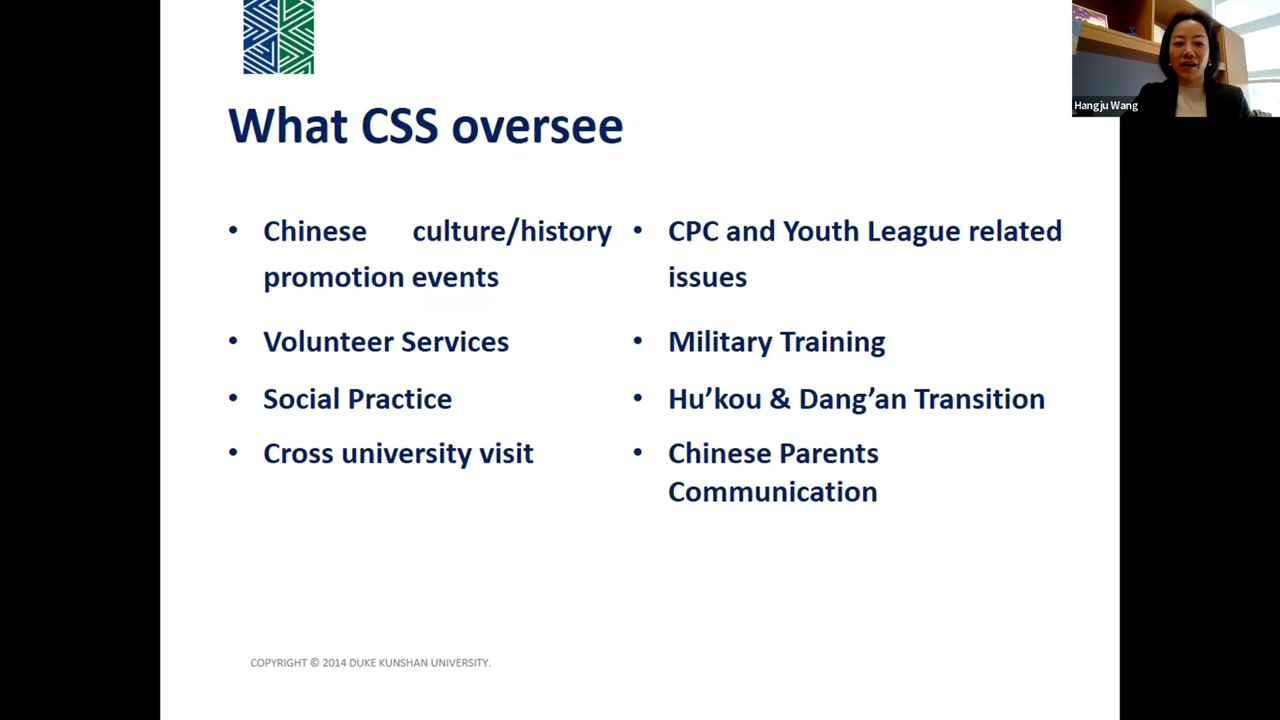 What CSS oversee
• Chinese culture/history
promotion events
• Volunteer Services
• Social Practice
• Cross university visit
• CPC and Youth League related
issues
• Military Training
• Hu’kou & Dang’an Transition
• Chinese Parents
Communication
COPYRIGHT © 2014 DUKE KUNSHAN UNIVERSITY.
Hangju Wang